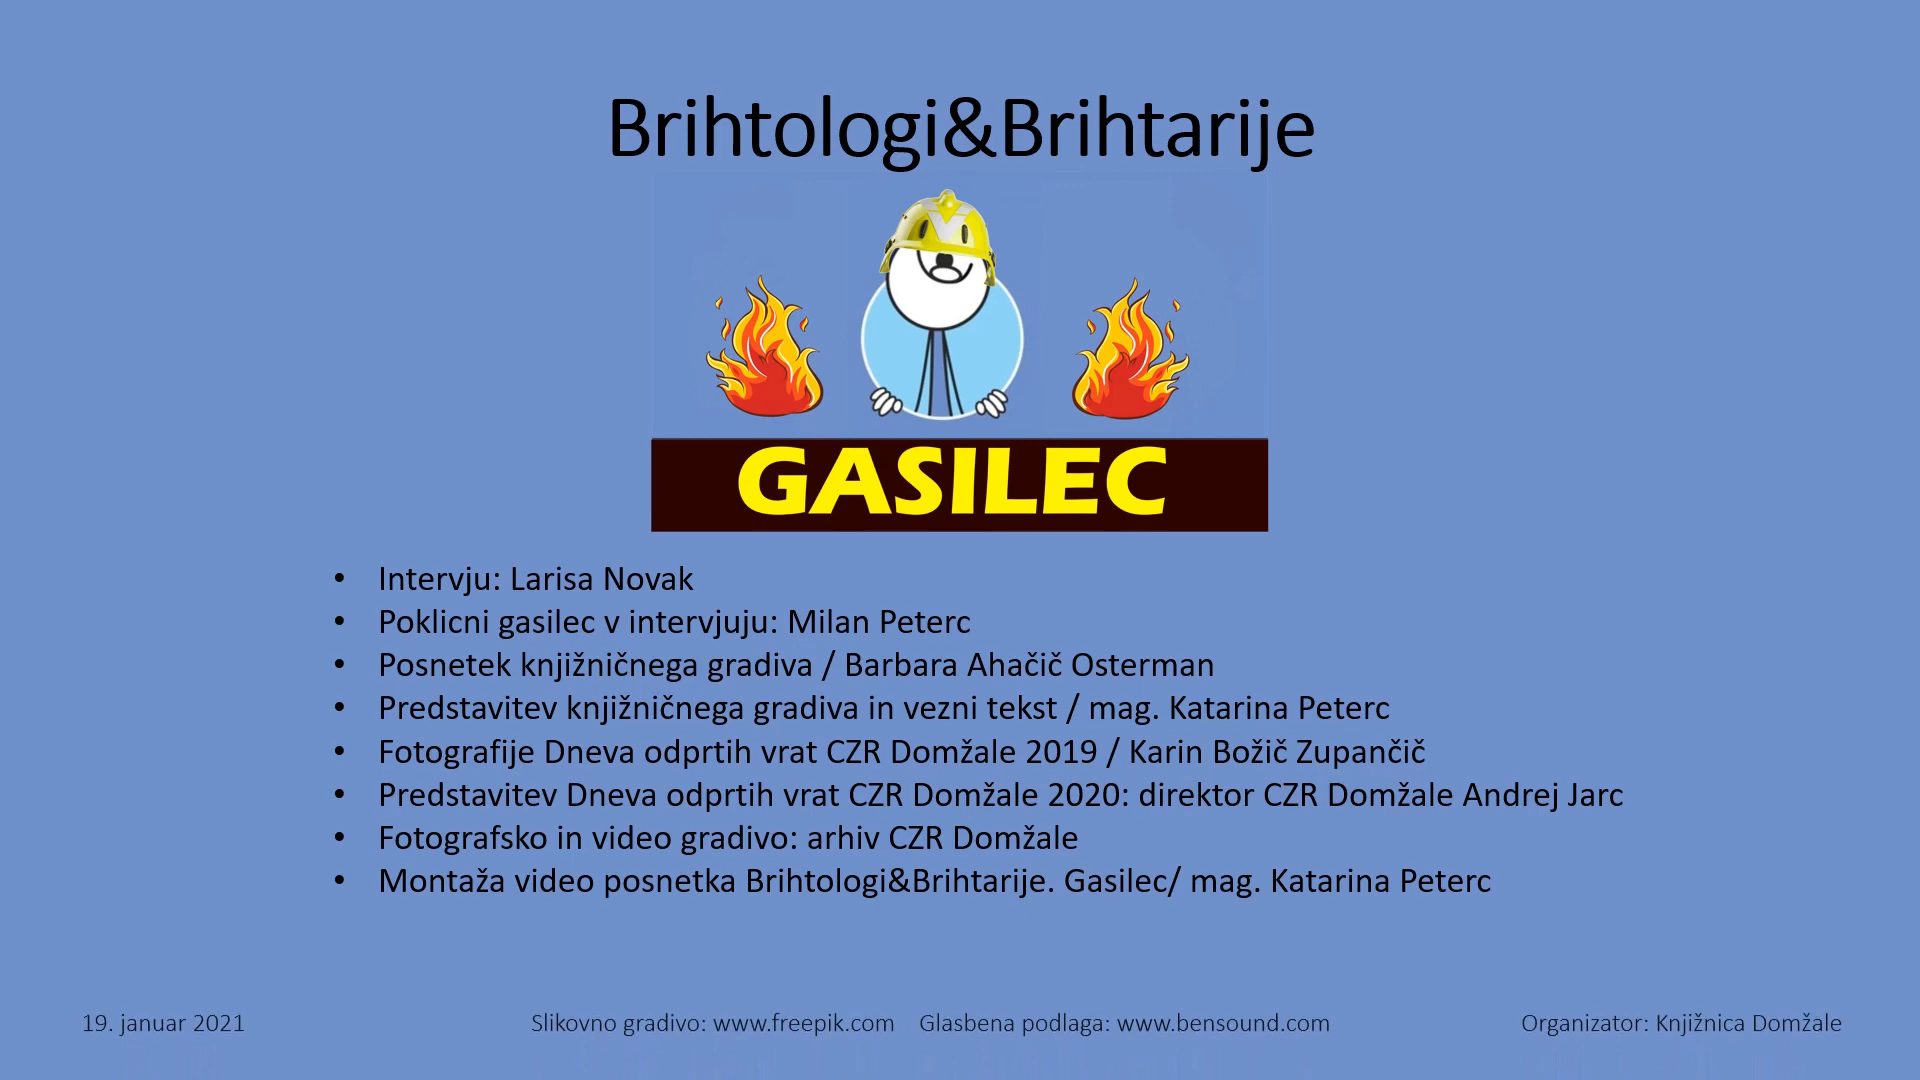 Brihtologi&Brihtarije
GASILEC
• Intervju: Larisa Novak
• Poklicni gasilec v intervjuju: Milan Peterc
• Posnetek knjižničnega gradiva / Barbara Ahačič Osterman
• Predstavitev knjižničnega gradiva in vezni tekst / mag. Katarina Peterc
• Fotografije Dneva odprtih vrat CZR Domžale 2019 / Karin Božič Zupančič
• Predstavitev Dneva odprtih vrat CZR Domžale 2020: direktor CZR Domžale Andrej Jarc
• Fotografsko in video gradivo: arhiv CZR Domžale
• Montaža video posnetka Brihtologi&Brihtarije. Gasilec/ mag. Katarina Peterc
19. januar 2021
Slikovno gradivo: www.freepik.com Glasbena podlaga: www.bensound.com
Organizator: Knjižnica Domžale